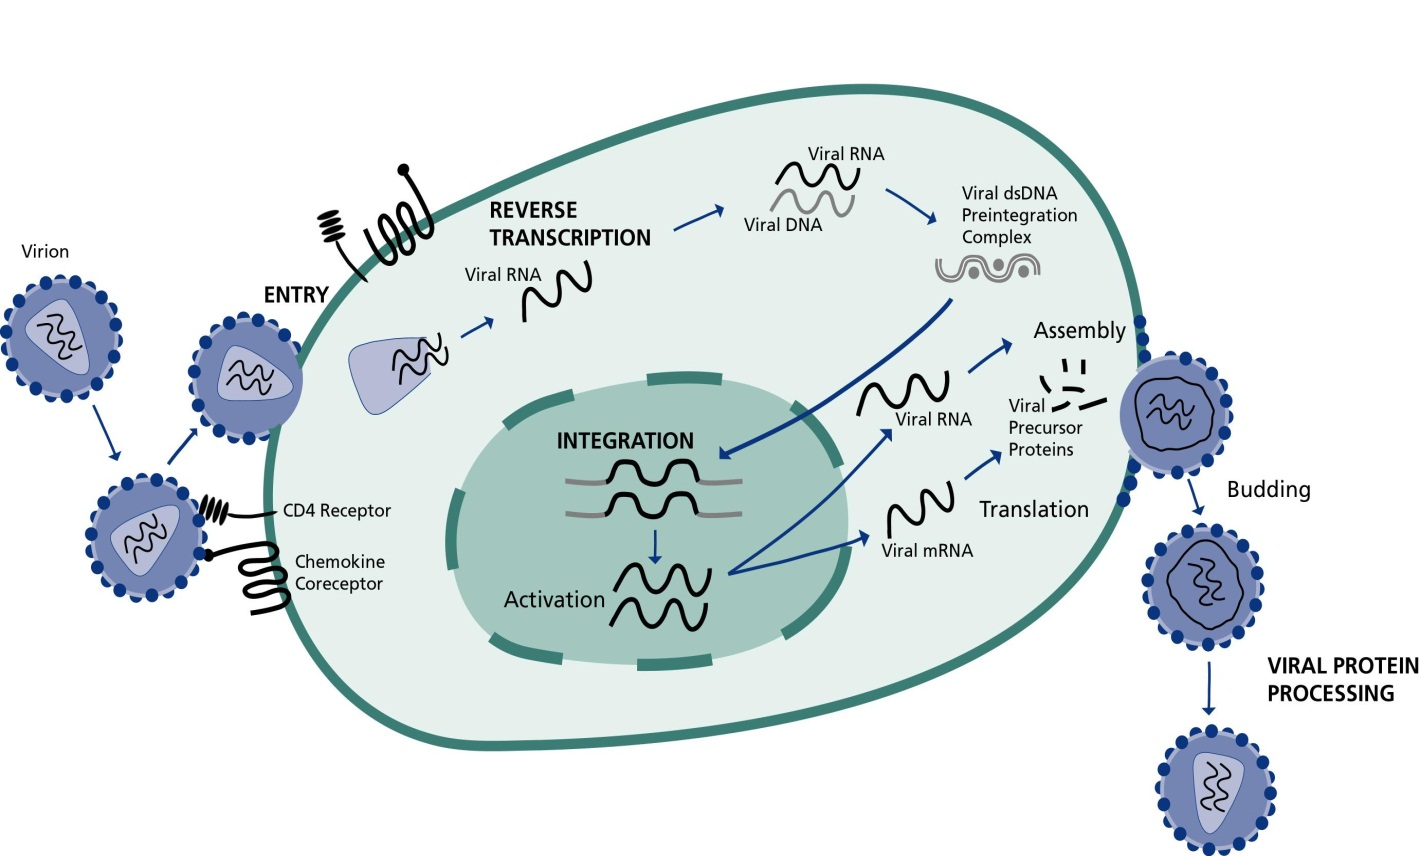 Virion
ENTRY
REVERSE
TRANSCRIPTION
Viral RNA
Viral RNA
Viral DNA
Viral dsDNA
Preintegration
Complex
CD4 Receptor
Chemokine
Coreceptor
INTEGRATION
Activation
Viral RNA
Viral mRNA
Assembly
Viral
Precursor
Proteins
Translation
Budding
VIRAL PROTEIN
PROCESSING